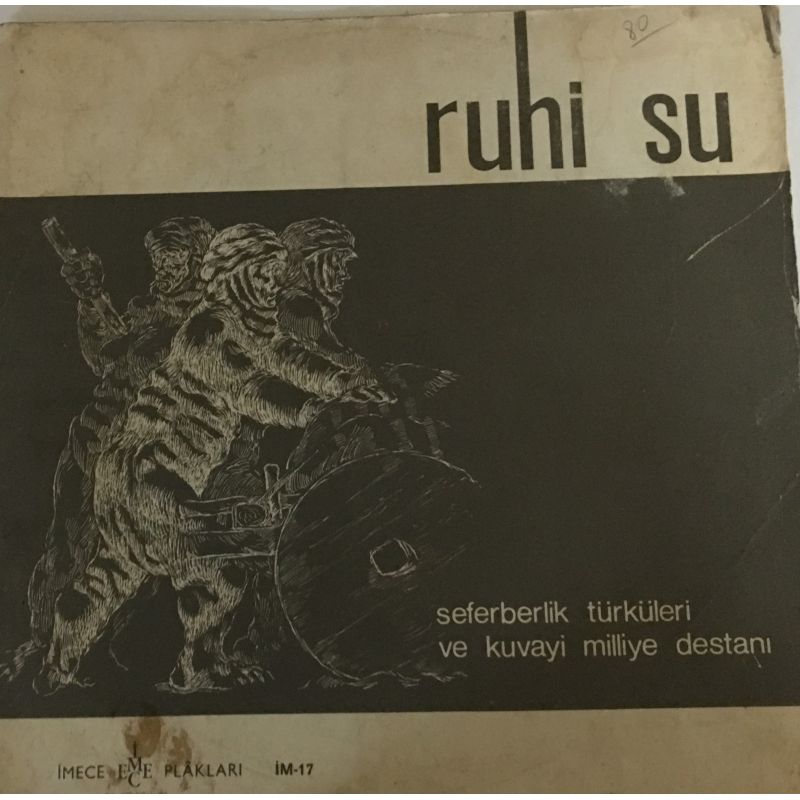 80
ruhi su
seferberlik türküleri
ve kuvayi milliye destanı
İMECE İMECE PLÂKLARI İM-17